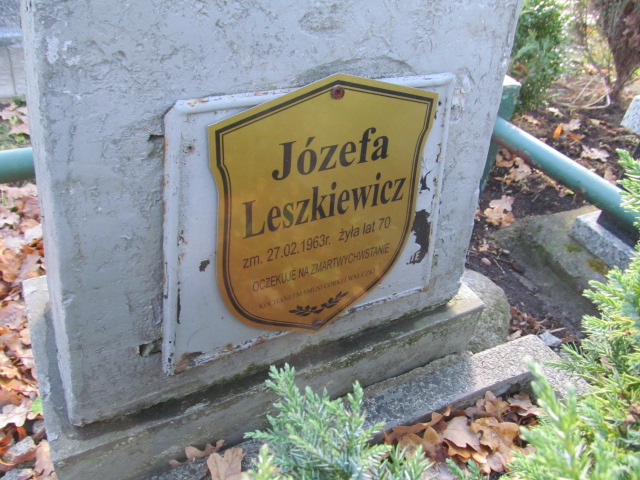 Józefa
Leszkiewicz
zm. 27.02.1963r. żyła lat 70
OCZEKUJE NA ZMARTWYCHWSTANIE